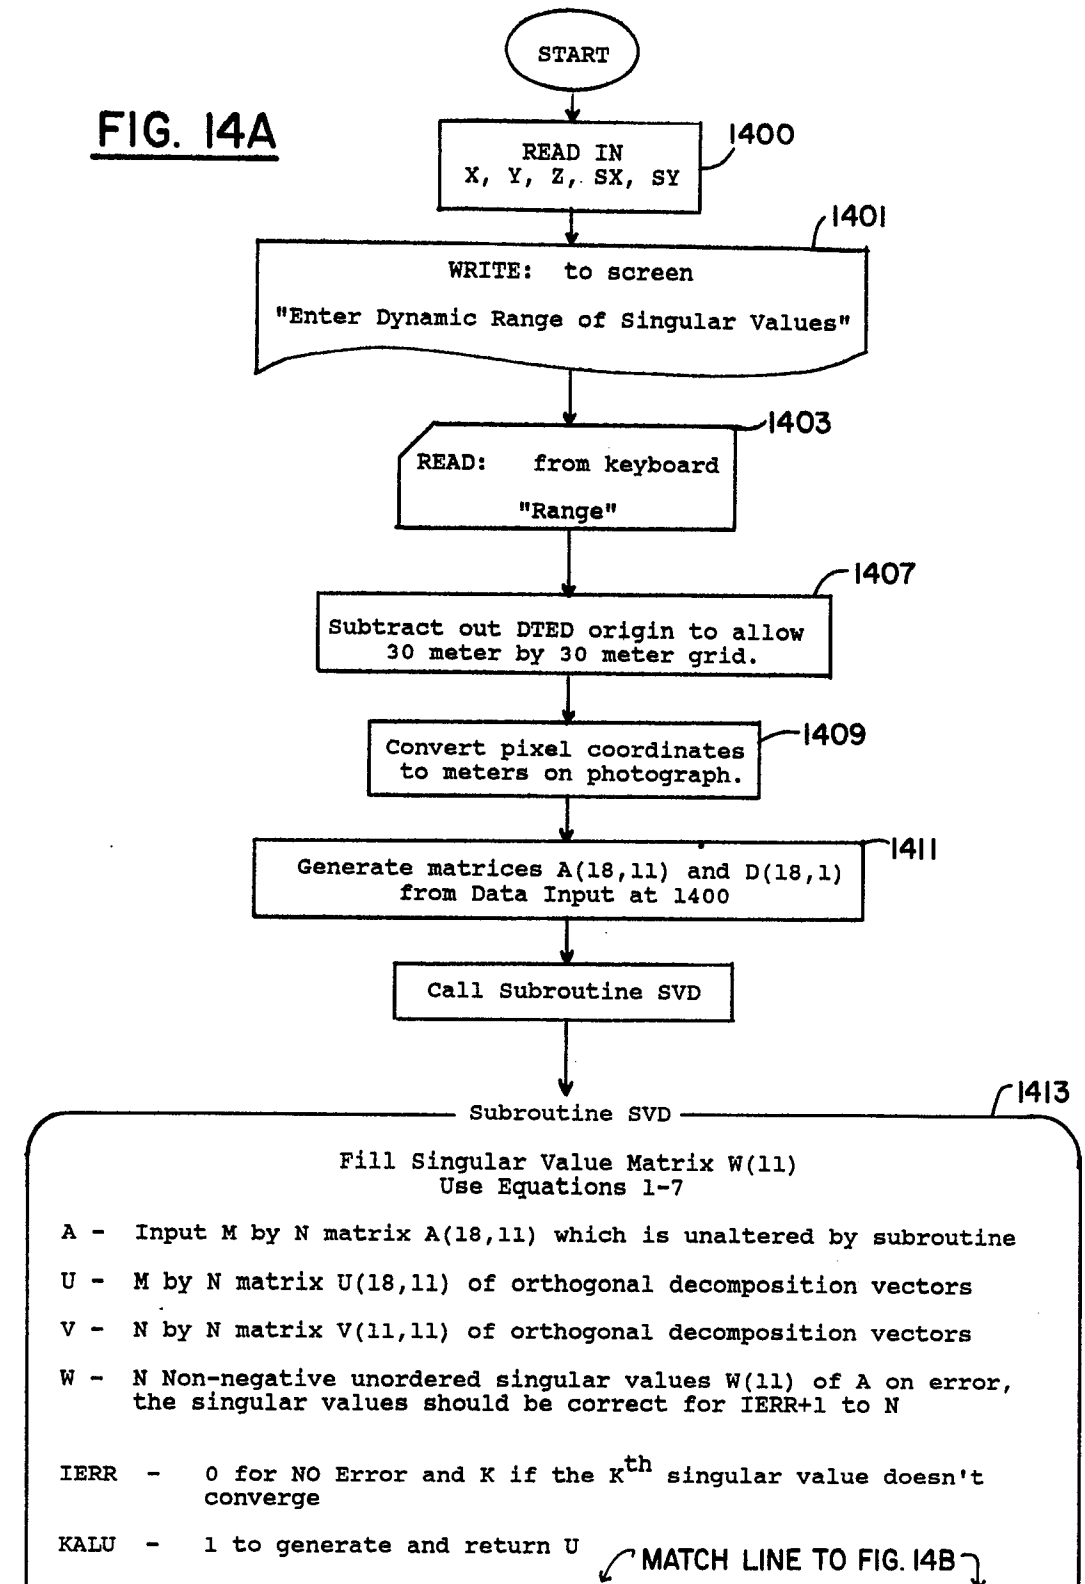 START
FIG. 14A
1400
READ IN
X, Y, Z, SX, SY
1401
WRITE: to screen
"Enter Dynamic Range of Singular Values"
1403
READ: from keyboard
"Range"
1407
Subtract out DTED origin to allow
30 meter by 30 meter grid.
1409
Convert pixel coordinates
to meters on photograph.
1411
Generate matrices A(18,11) and D(18,1)
from Data Input at 1400
Call Subroutine SVD
1413
Subroutine SVD
Fill Singular Value Matrix W(11)
Use Equations 1-7
A - Input M by N matrix A(18,11) which is unaltered by subroutine
U - M by N matrix U(18,11) of orthogonal decomposition vectors
V - N by N matrix V(11,11) of orthogonal decomposition vectors
W - N Non-negative unordered singular values W(11) of A on error,
the singular values should be correct for IERR+1 to N
IERR - 0 for NO Error and K if the Kth singular value doesn't
converge
KALU - 1 to generate and return U
MATCH LINE TO FIG. 14B